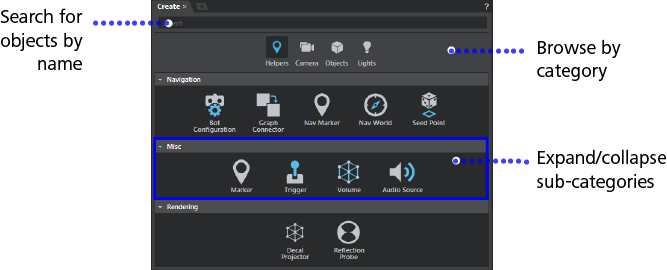 Search for
objects by
name
Create ×
?
Helpers Camera Objects Lights
Browse by
category
Navigation
Bot
Configuration
Graph
Connector
Nav Marker
Nav World
Seed Point
Misc
Marker
Trigger
Volume
Audio Source
Expand/collapse
sub-categories
Rendering
Decal
Projector
Reflection
Probe